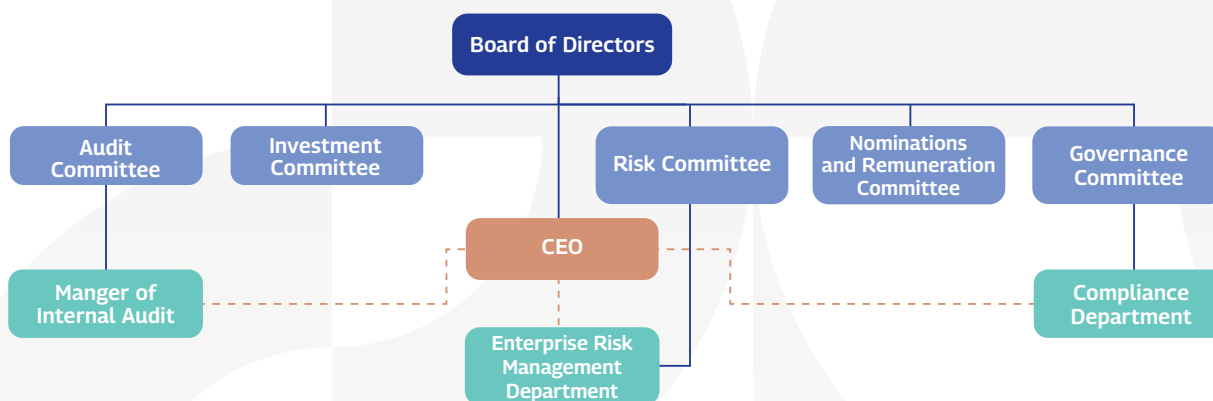 Board of Directors
Audit
Committee
Investment
Committee
Risk Committee
Nominations
and Remuneration
Committee
Governance
Committee
CEO
Manger of
Internal Audit
Enterprise Risk
Management
Department
Compliance
Department